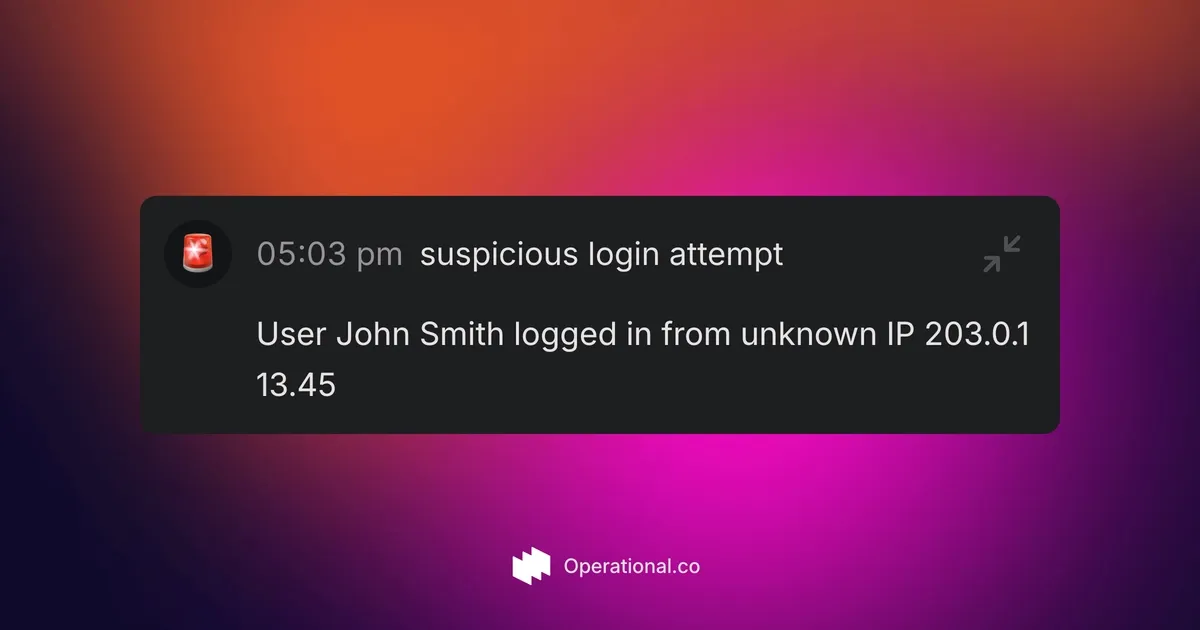 05:03 pm suspicious login attempt
User John Smith logged in from unknown IP 203.0.1
13.45
Operational.co